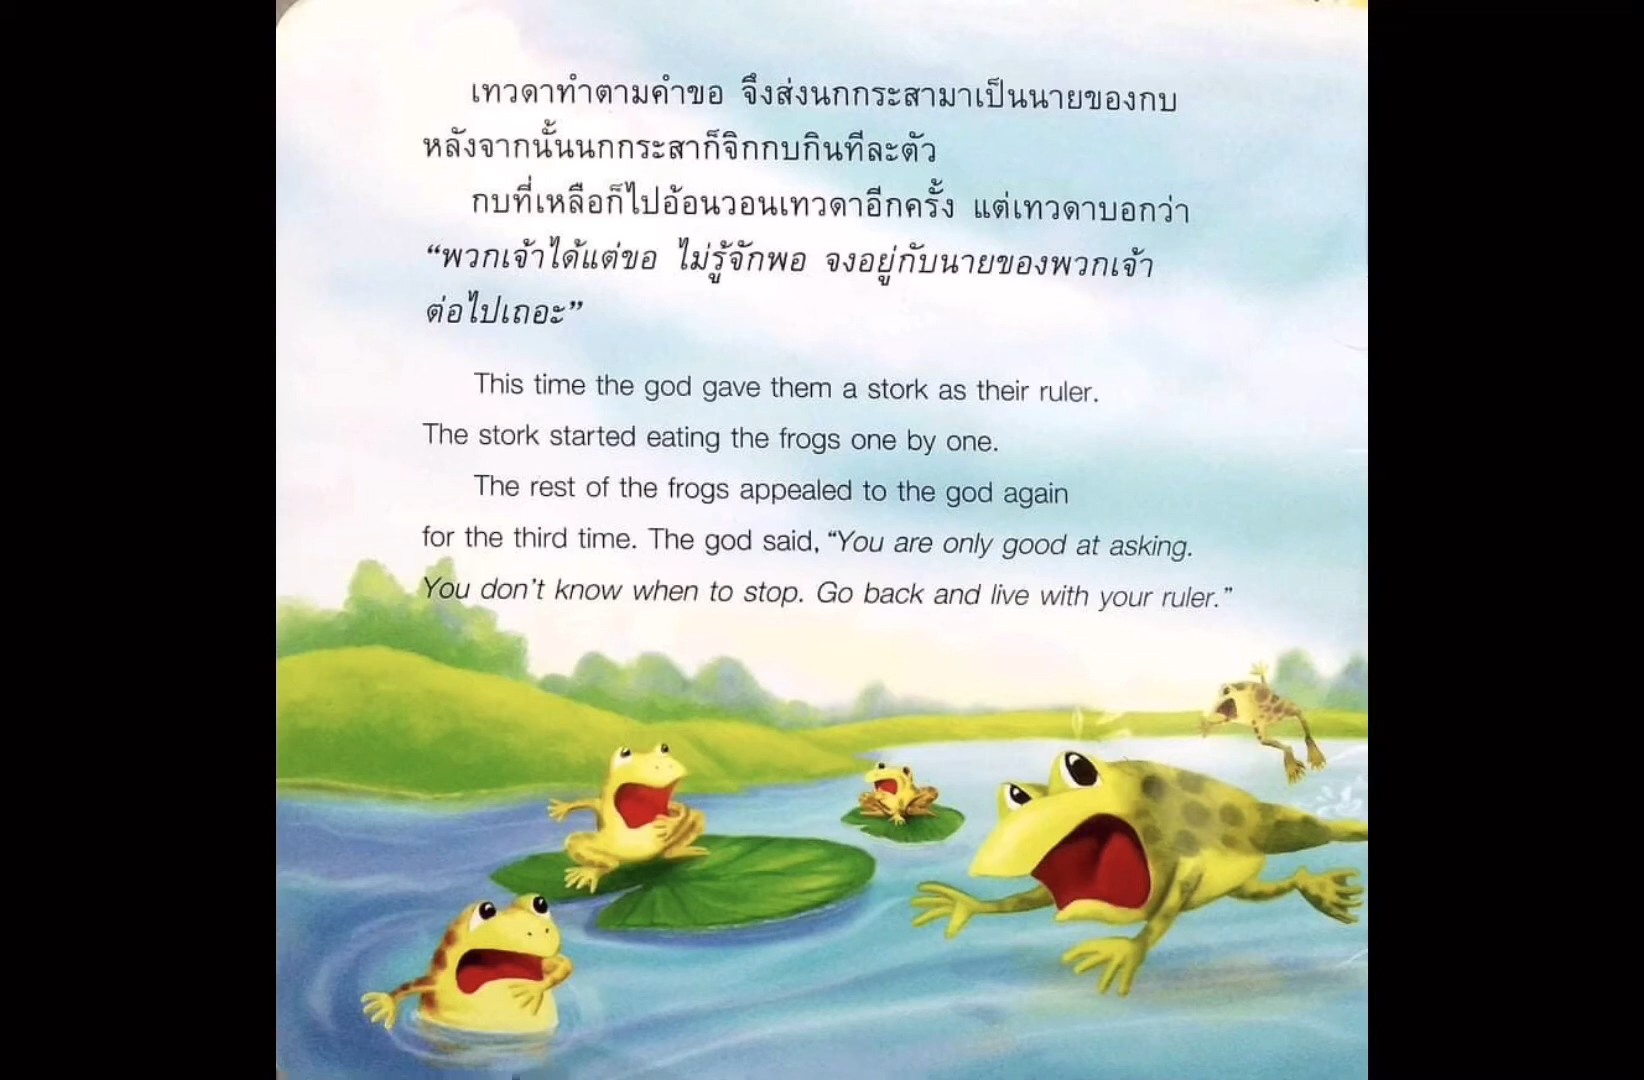 เทวดาทำตามคำขอ จึงส่งนกกระสามาเป็นนายของกบ
หลังจากนั้นนกกระสาก็จิกกบกินทีละตัว
กบที่เหลือก็ไปอ้อนวอนเทวดาอีกครั้ง แต่เทวดาบอกว่า
“พวกเจ้าได้แต่ขอ ไม่รู้จักพอ จงอยู่กับนายของพวกเจ้า
ต่อไปเถอะ”
This time the god gave them a stork as their ruler.
The stork started eating the frogs one by one.
The rest of the frogs appealed to the god again
for the third time. The god said, “You are only good at asking.
You don’t know when to stop. Go back and live with your ruler.”